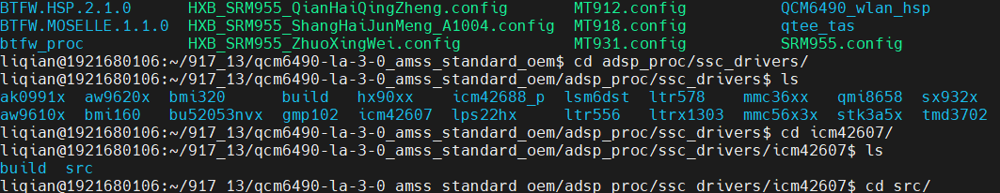 BTFW.HSP.2.1.0 HXB_SRM955_QianHaiQingZheng.config MT912.config QCM6490_wlan_hsp
BTFW.MOSELLE.1.1.0 HXB_SRM955_ShangHaiJunMeng_A1004.config MT918.config qtee_tas
btfw_proc HXB_SRM955_ZhuoXingWei.config MT931.config SRM955.config
liqian@1921680106:~/917_13/qcm6490-la-3-0_amss_standard_oem$ cd adsp_proc/ssc_drivers/
liqian@1921680106:~/917_13/qcm6490-la-3-0_amss_standard_oem/adsp_proc/ssc_drivers$ ls
ak0991x aw9620x bmi320 build hx90xx icm42688_p lsm6dst ltr578 mmc36xx qmi8658 sx932x
aw9610x bmi160 bu52053nvx gmp102 icm42607 lps22hx ltr556 ltrx1303 mmc56x3x stk3a5x tmd3702
liqian@1921680106:~/917_13/qcm6490-la-3-0_amss_standard_oem/adsp_proc/ssc_drivers$ cd icm42607/
liqian@1921680106:~/917_13/qcm6490-la-3-0_amss_standard_oem/adsp_proc/ssc_drivers/icm42607$ ls
build src
liqian@1921680106:~/917_13/qcm6490-la-3-0_amss_standard_oem/adsp_proc/ssc_drivers/icm42607$ cd src/